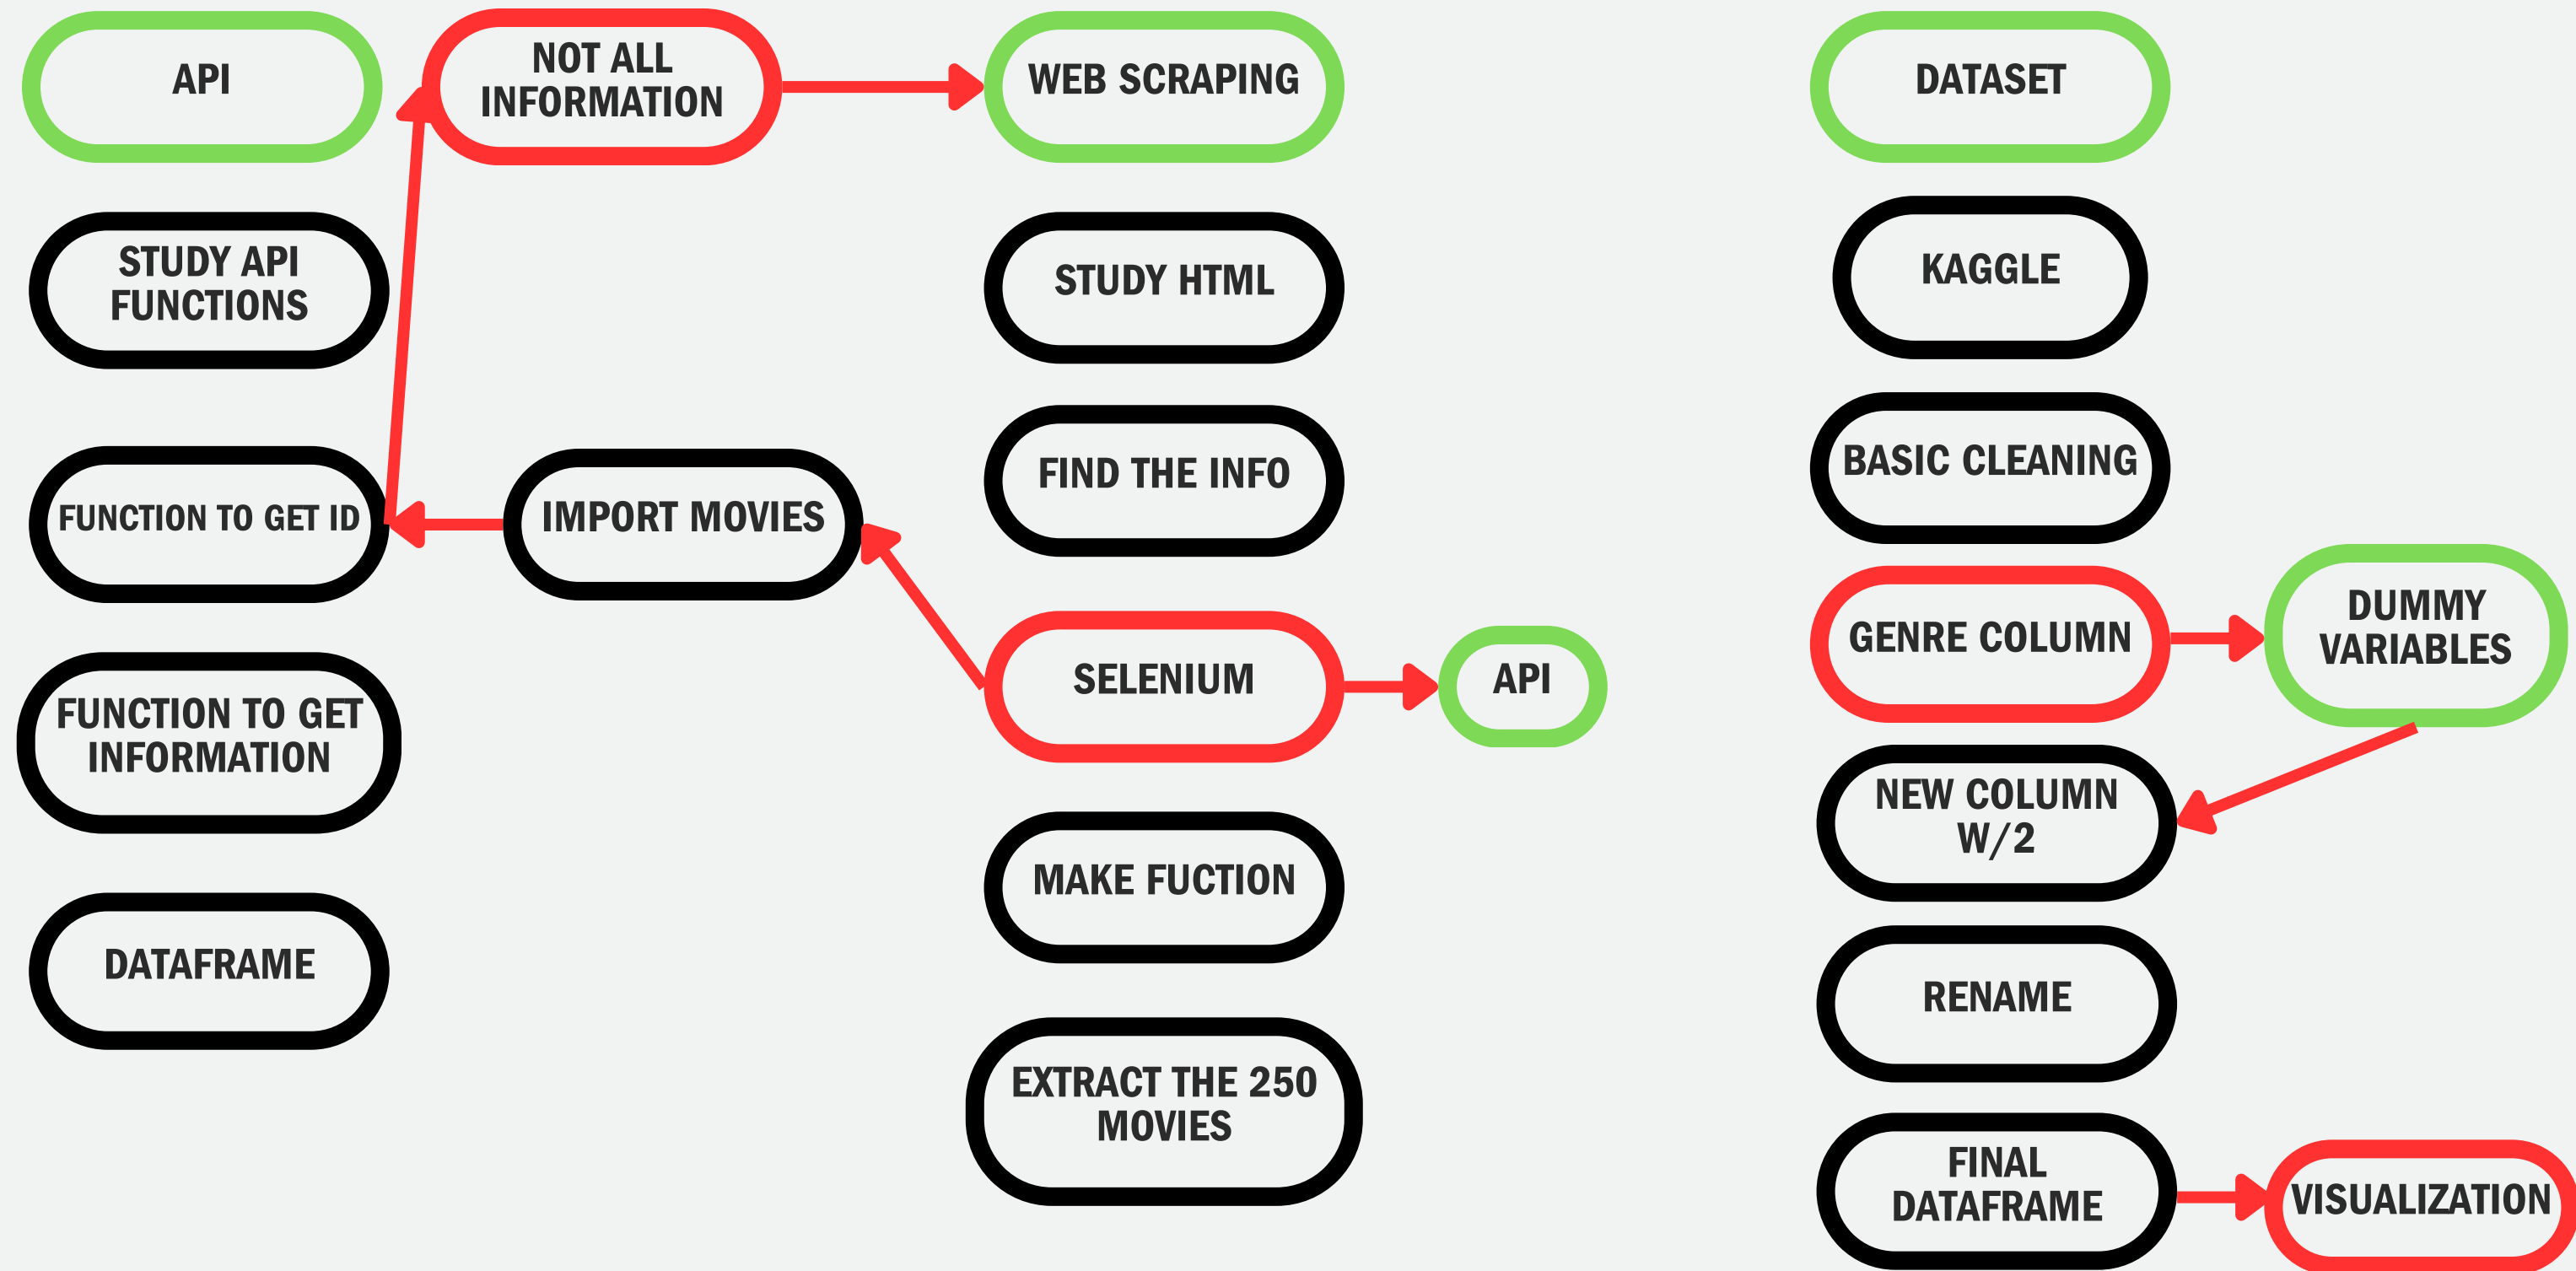 API
NOT ALL
INFORMATION
WEB SCRAPING
DATASET
STUDY API
FUNCTIONS
STUDY HTML
KAGGLE
FUNCTION TO GET ID
IMPORT MOVIES
FIND THE INFO
BASIC CLEANING
FUNCTION TO GET
INFORMATION
SELENIUM
API
GENRE COLUMN
DUMMY
VARIABLES
DATAFRAME
MAKE FUCTION
NEW COLUMN
W/2
RENAME
EXTRACT THE 250
MOVIES
FINAL
DATAFRAME
VISUALIZATION